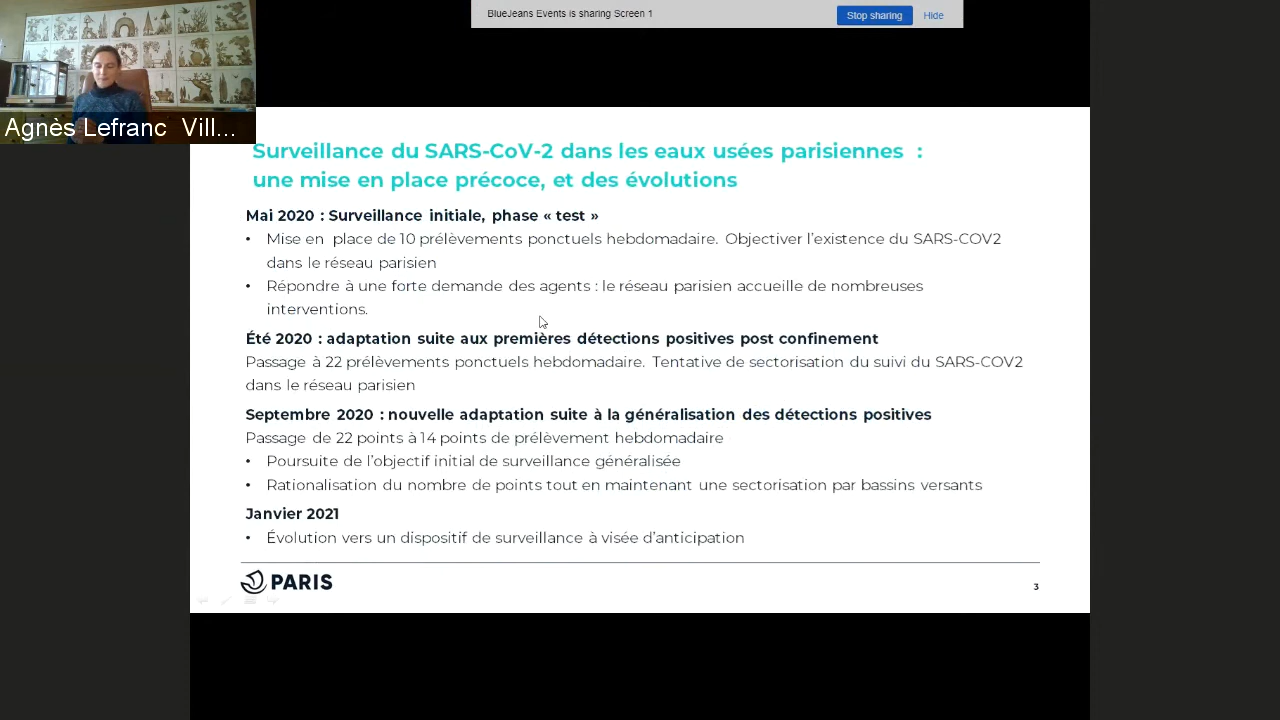 BlueJeans Events is sharing Screen 1
Stop sharing
Hide
Agnès Lefranc Vill...
Surveillance du SARS-CoV-2 dans les eaux usées parisiennes :
une mise en place précoce, et des évolutions
Mai 2020 : Surveillance initiale, phase « test »
• Mise en place de 10 prélèvements ponctuels hebdomadaire. Objectiver l'existence du SARS-COV2
dans le réseau parisien
• Répondre à une forte demande des agents : le réseau parisien accueille de nombreuses
interventions.
Été 2020 : adaptation suite aux premières détections positives post confinement
Passage à 22 prélèvements ponctuels hebdomadaire. Tentative de sectorisation du suivi du SARS-COV2
dans le réseau parisien
Septembre 2020 : nouvelle adaptation suite à la généralisation des détections positives
Passage de 22 points à 14 points de prélèvement hebdomadaire
• Poursuite de l'objectif initial de surveillance généralisée
• Rationalisation du nombre de points tout en maintenant une sectorisation par bassins versants
Janvier 2021
• Évolution vers un dispositif de surveillance à visée d'anticipation
PARIS
3